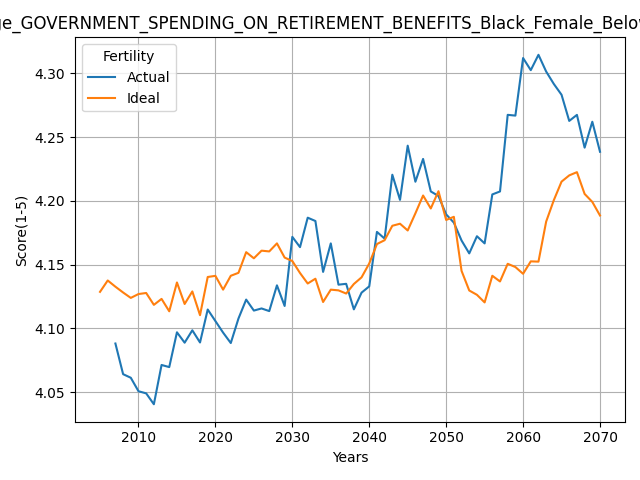 ge_GOVERNMENT_SPENDING_ON_RETIREMENT_BENEFITS_Black_Female_Belo
Fertility
Actual
Ideal
Score(1-5)
4.30
4.25
4.20
4.15
4.10
4.05
2010 2020 2030 2040 2050 2060 2070
Years